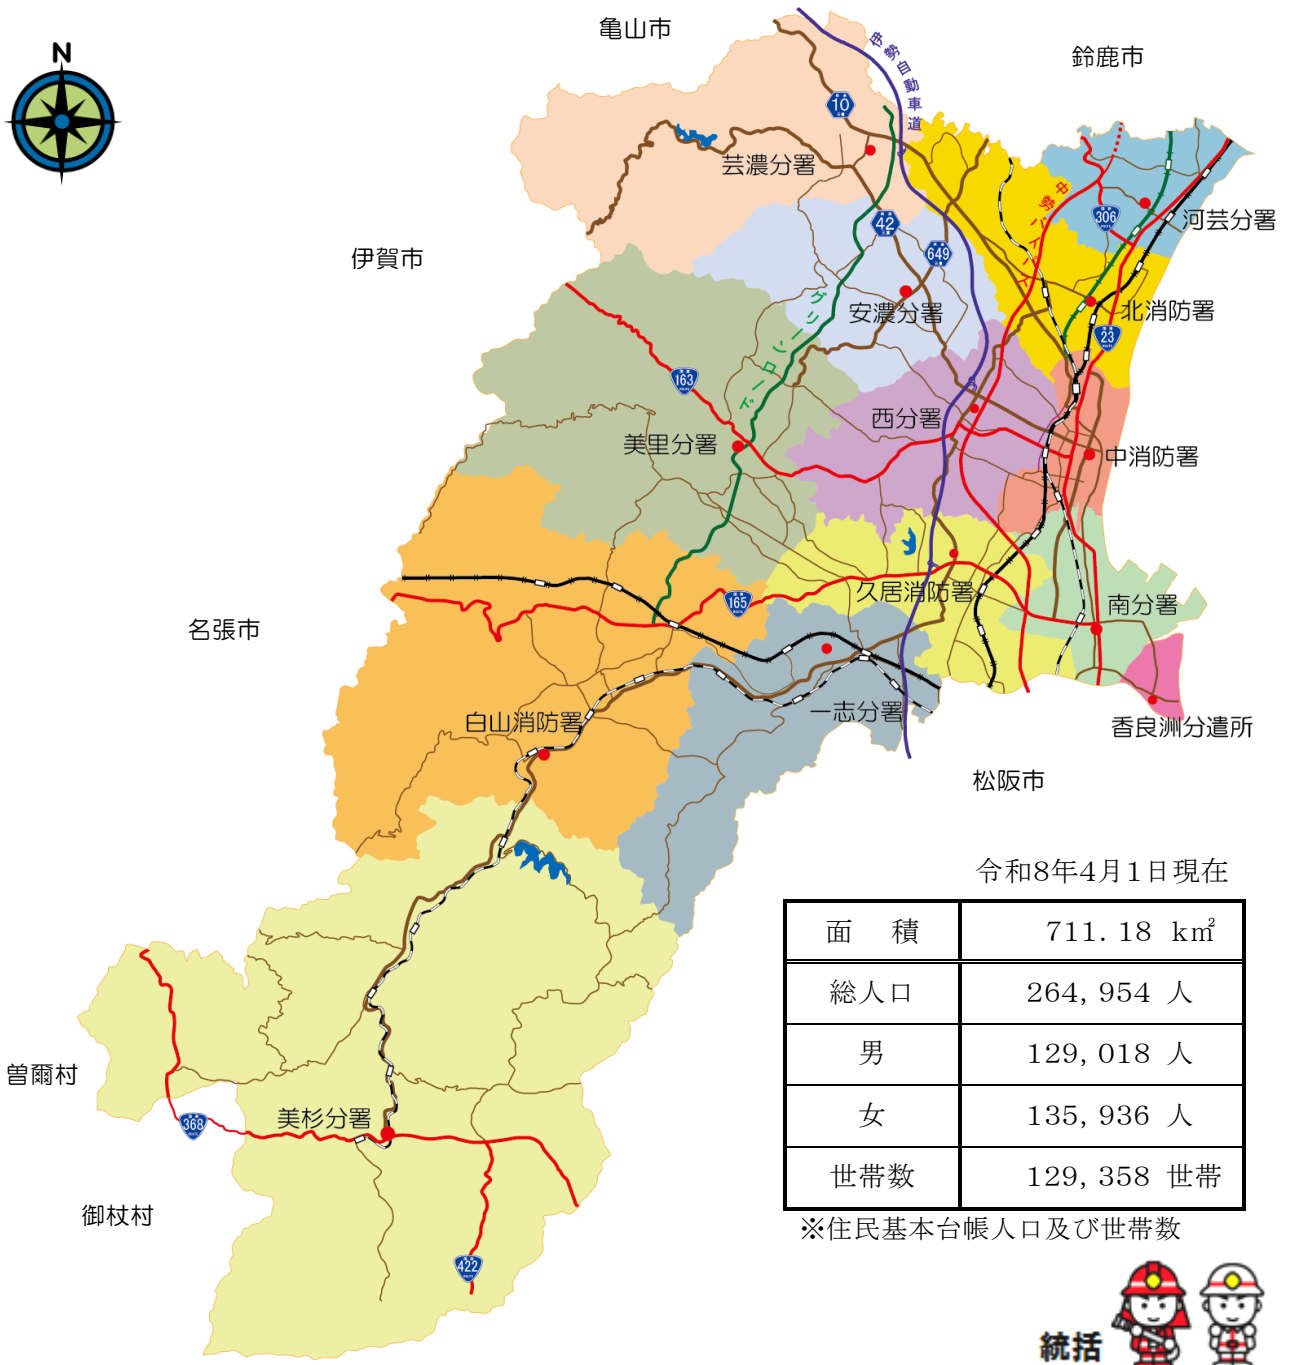 亀山市
鈴鹿市
N
伊勢自動車道
10
芸濃分署
中勢バイパス
306
河芸分署
42
649
伊賀市
グリーンロード
安濃分署
北消防署
23
163
西分署
美里分署
中消防署
165
久居消防署
南分署
名張市
白山消防署
一志分署
香良洲分遣所
松阪市
令和8年4月1日現在
面 積 711.18 k㎡
総人口 264,954 人
男 129,018 人
女 135,936 人
世帯数 129,358 世帯
※住民基本台帳人口及び世帯数
曽爾村
368
美杉分署
御杖村
422
統括